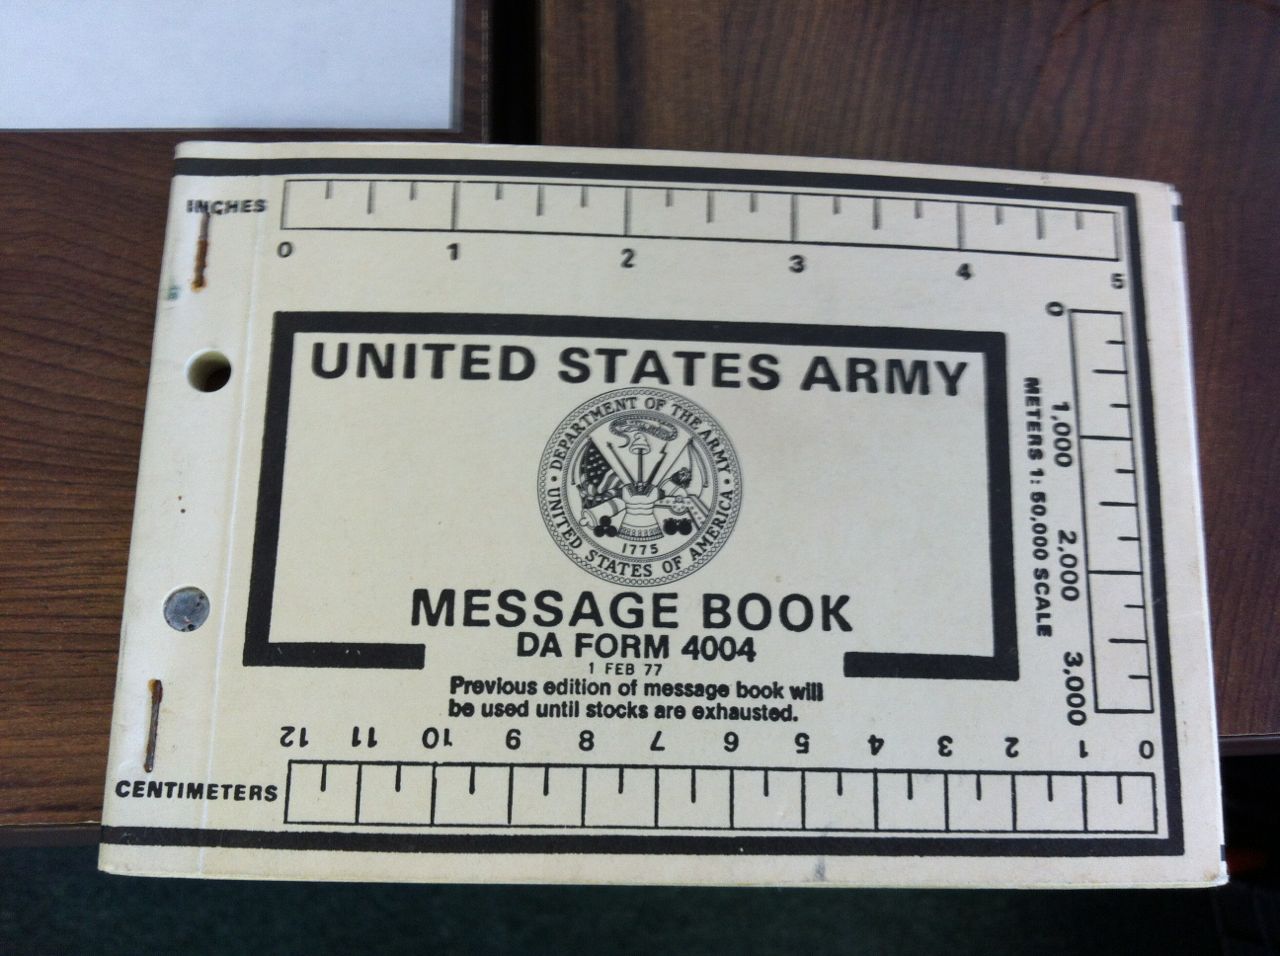 INCHES
0 1 2 3 4 5
UNITED STATES ARMY
DEPARTMENT OF THE ARMY
1775
UNITED STATES OF AMERICA
MESSAGE BOOK
DA FORM 4004
1 FEB 77
Previous edition of message book will
be used until stocks are exhausted.
0 1,000 2,000 3,000
METERS 1: 50,000 SCALE
12 11 10 9 8 7 6 5 4 3 2 1 0
CENTIMETERS